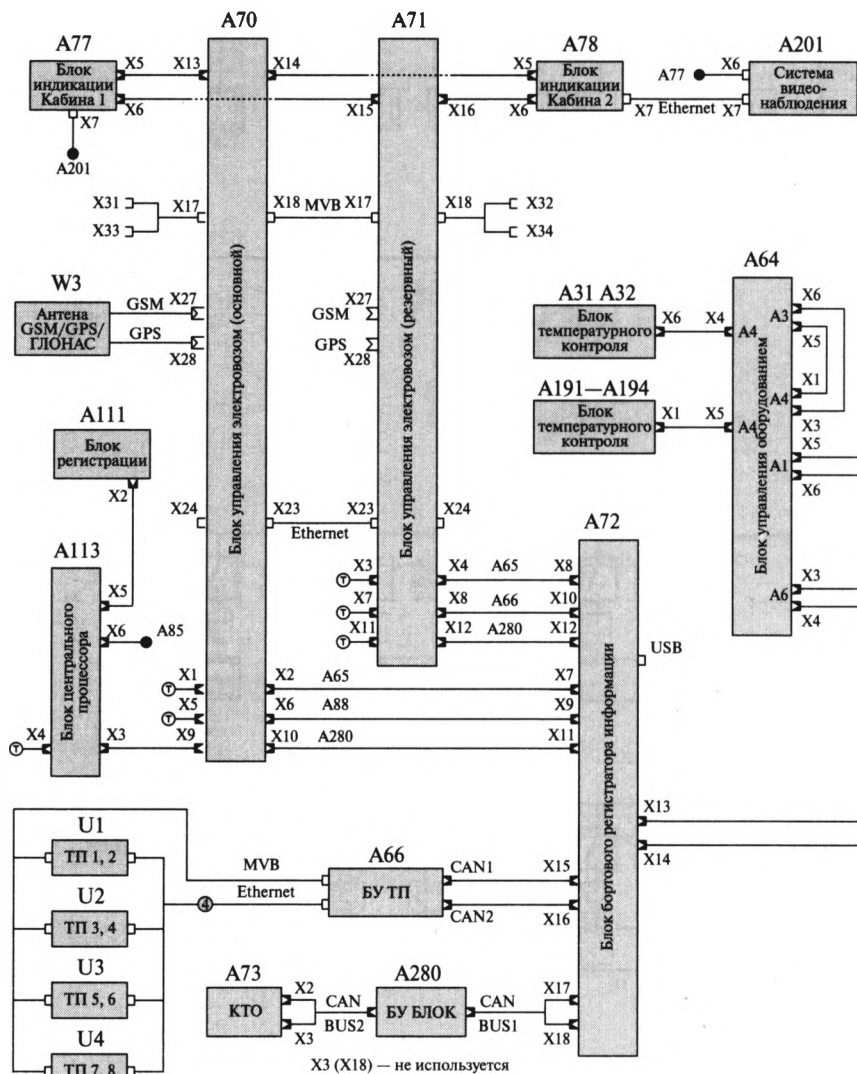 A70
A71
A77
A78
A201
X5
X13
X14
X5
A77
X6
Блок
индикации
Кабина 1
Блок
индикации
Кабина 2
Система
видео-
наблюдения
X6
X7
X15
X16
X6
X7
Ethernet
X7
A201
X31
X33
X17
X18
MVB
X17
X18
X32
X34
W3
Антена
GSM/GPS/
ГЛОНАС
GSM
X27
GPS
X28
X27
GSM
GPS
X28
Блок управления электровозом (основной)
Блок управления электровозом (резервный)
A64
A31 A32
Блок
температурного
контроля
X6
X4
A4
A3
X6
X5
X1
A4
X3
A191—A194
Блок
температурного
контроля
X1
X5
A4
X5
A1
X6
Блок управления оборудованием
X3
A6
X4
A111
Блок
регистрации
X2
X24
X23
Ethernet
X23
X24
A72
A113
X5
X6
A85
Блок центрального
процессора
X4
X3
X9
X3
X4
A65
X8
X7
X8
A66
X10
X11
X12
A280
X12
USB
X1
X2
A65
X7
X5
X6
A88
X9
X10
A280
X11
Блок бортового регистратора информации
X13
X14
U1
ТП 1, 2
U2
ТП 3, 4
U3
ТП 5, 6
U4
ТП 7, 8
MVB
Ethernet
4
A66
БУ ТП
CAN1
X15
CAN2
X16
A73
КТО
X2
X3
CAN
BUS2
A280
БУ БЛОК
CAN
BUS1
X17
X18
X3 (X18) — не используется
T
T
T
T
T
T